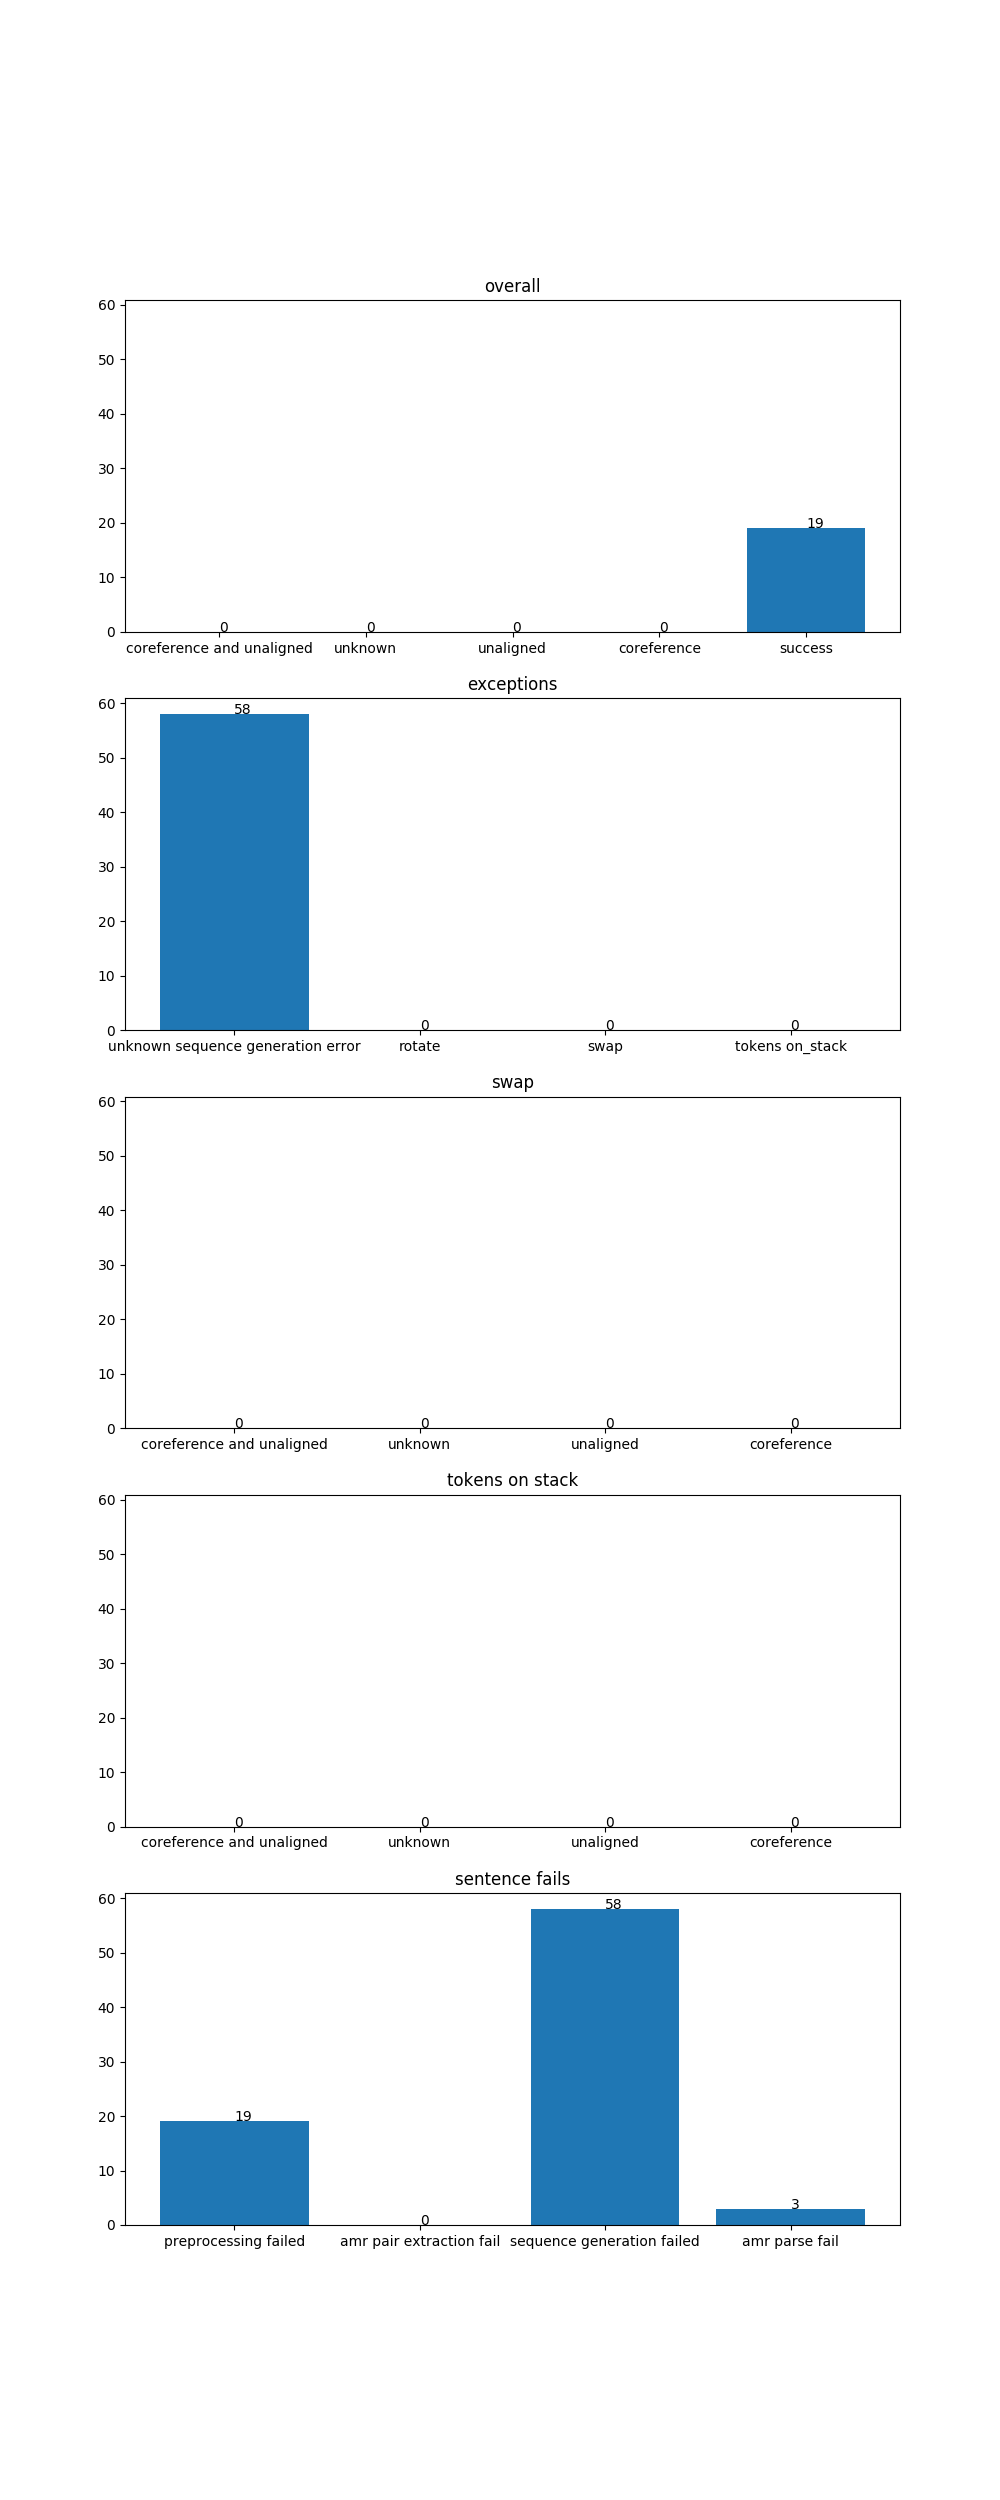 overall
60
50
40
30
20
10
0
19
0 0 0 0
coreference and unaligned unknown unaligned coreference success
exceptions
60
58
50
40
30
20
10
0
0 0 0
unknown sequence generation error rotate swap tokens on_stack
swap
60
50
40
30
20
10
0
0 0 0 0
coreference and unaligned unknown unaligned coreference
tokens on stack
60
50
40
30
20
10
0
0 0 0 0
coreference and unaligned unknown unaligned coreference
sentence fails
60
58
50
40
30
20
19
10
0
0
3
preprocessing failed amr pair extraction fail sequence generation failed amr parse fail